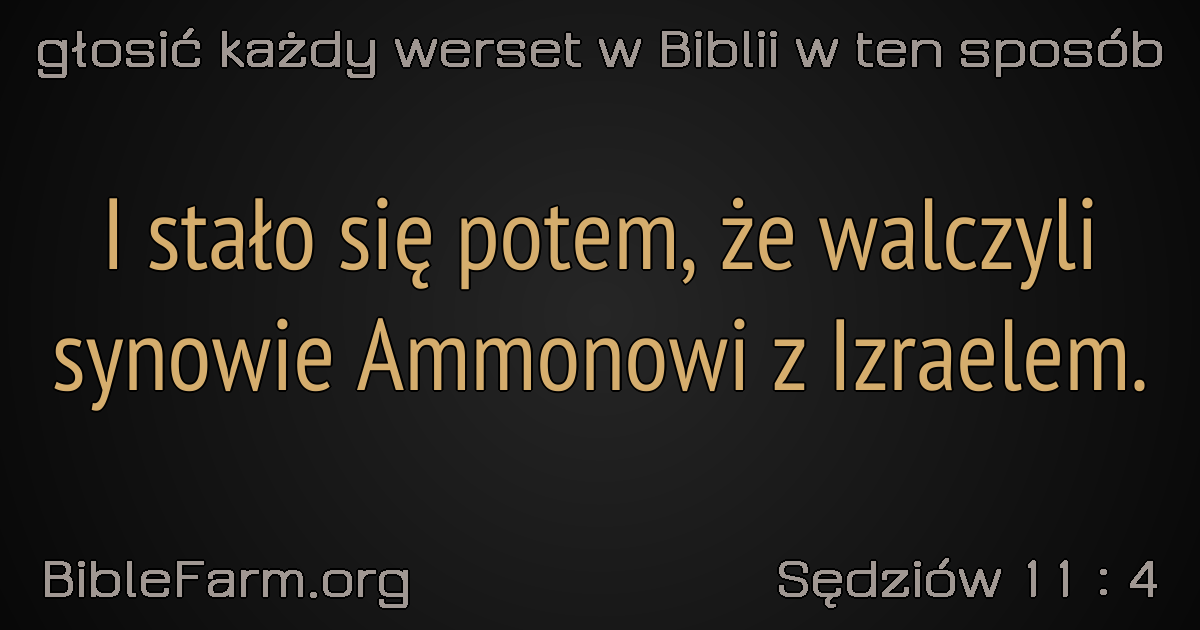 głosić każdy werset w Biblii w ten sposób
I stało się potem, że walczyli
synowie Ammonowi z Izraelem.
BibleFarm.org
Sędziów 11 : 4